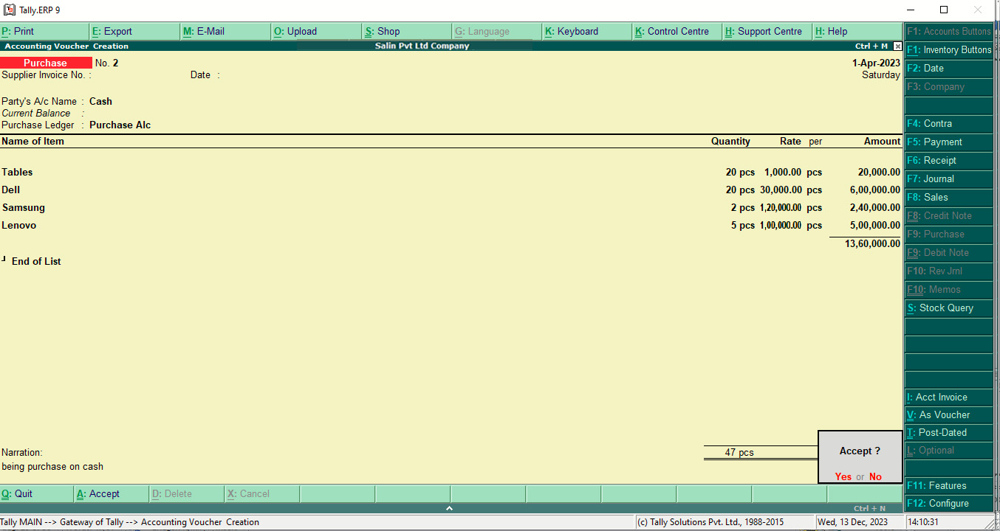 Tally.ERP 9
P: Print E: Export M: E-Mail O: Upload S: Shop G: Language K: Keyboard K: Control Centre H: Support Centre H: Help
Accounting Voucher Creation Salin Pvt Ltd Company Ctrl + M
Purchase No. 2 1-Apr-2023
Supplier Invoice No. : Date : Saturday
Party's A/c Name : Cash
Current Balance :
Purchase Ledger : Purchase Alc
Name of Item Quantity Rate per Amount
Tables 20 pcs 1,000.00 pcs 20,000.00
Dell 20 pcs 30,000.00 pcs 6,00,000.00
Samsung 2 pcs 1,20,000.00 pcs 2,40,000.00
Lenovo 5 pcs 1,00,000.00 pcs 5,00,000.00
13,60,000.00
End of List
Narration: 47 pcs
being purchase on cash
Accept ?
Yes or No
F1: Accounts Buttons
F1: Inventory Buttons
F2: Date
F3: Company
F4: Contra
F5: Payment
F6: Receipt
F7: Journal
F8: Sales
F8: Credit Note
F9: Purchase
F9: Debit Note
F10: Rev Jrnl
F10: Memos
S: Stock Query
I: Acct Invoice
V: As Voucher
T: Post-Dated
L: Optional
F11: Features
F12: Configure
Q: Quit A: Accept D: Delete X: Cancel
Ctrl + N
Tally MAIN --> Gateway of Tally --> Accounting Voucher Creation (c) Tally Solutions Pvt. Ltd., 1988-2015 Wed, 13 Dec, 2023 14:10:31